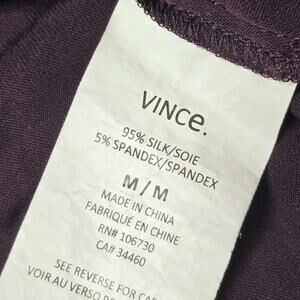 VINCE.
95% SILK/SOIE
5% SPANDEX/SPANDEX
M/M
MADE IN CHINA
FABRIQUÉ EN CHINE
RN# 106730
CA# 34460
SEE REVERSE FOR
VOIR AU VERSO